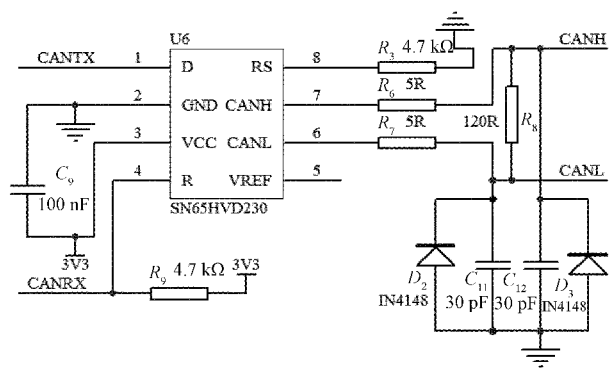 U6
CANTX 1 D RS 8 R3 4.7 kΩ CANH
2 GND CANH 7 R6 5R
3 VCC CANL 6 R7 5R 120R R8
4 R VREF 5 CANL
C9 100 nF
SN65HVD230
3V3
CANRX R9 4.7 kΩ 3V3
D2 C11 C12 D3
IN4148 30 pF 30 pF IN4148